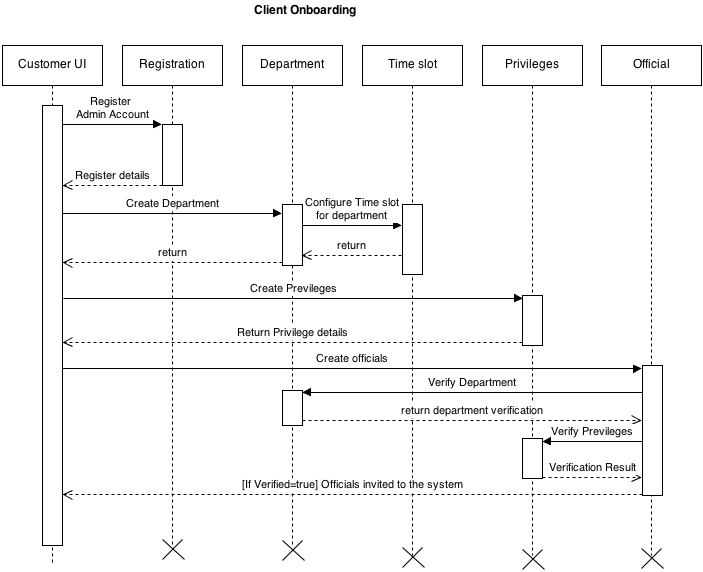 Client Onboarding
Customer UI
Registration
Department
Time slot
Privileges
Official
Register
Admin Account
Register details
Create Department
Configure Time slot
for department
return
return
Create Previleges
Return Privilege details
Create officials
Verify Department
return department verification
Verify Previleges
Verification Result
[If Verified=true] Officials invited to the system